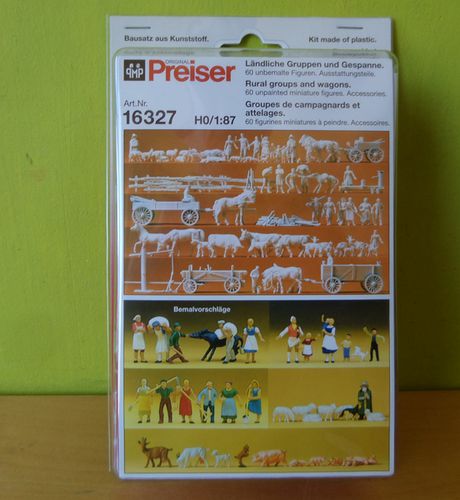 Bausatz aus Kunststoff.
Kit made of plastic.
ORIGINAL
PMP Preiser
Ländliche Gruppen und Gespanne.
60 unbemalte Figuren. Ausstattungsteile.
Rural groups and wagons.
60 unpainted miniature figures. Accessories.
Groupes de campagnards et
attelages.
60 figurines miniatures à peindre. Accessoires.
Art.Nr.
16327 H0/1:87
Bemalvorschläge